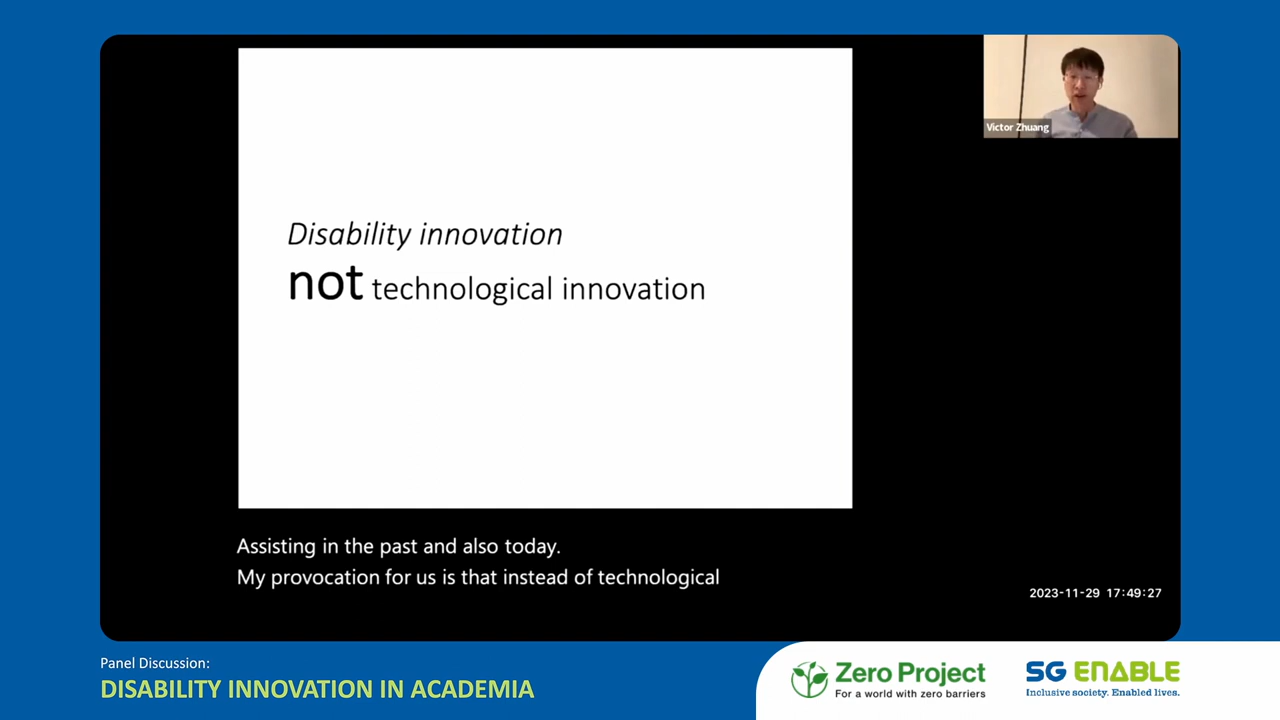 Victor Zhuang
Disability innovation
not technological innovation
Assisting in the past and also today.
My provocation for us is that instead of technological
2023-11-29 17:49:27
Panel Discussion:
DISABILITY INNOVATION IN ACADEMIA
Zero Project
For a world with zero barriers
SG ENABLE
Inclusive society. Enabled lives.